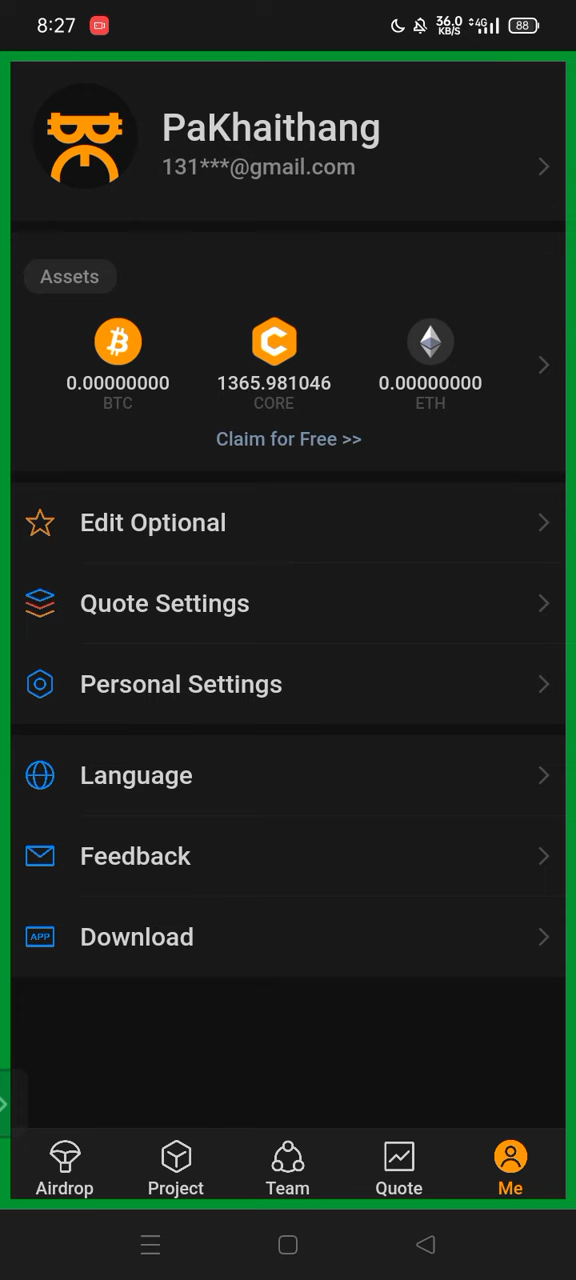 8:27
36.0
KB/S
4G
88
PaKhaithang
131***@gmail.com
Assets
0.00000000
1365.981046
0.00000000
BTC
CORE
ETH
Claim for Free >>
Edit Optional
Quote Settings
Personal Settings
Language
Feedback
APP
Download
Airdrop
Project
Team
Quote
Me